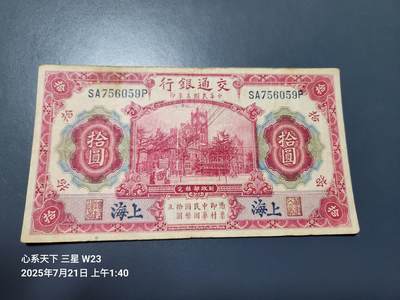 交通銀行
中華民國三年印
SA756059P SA756059P
拾 拾
拾圓 拾圓
拾 拾
上海 上海
拾 拾
心系天下 三星 W23
2025年7月21日 上午1:40